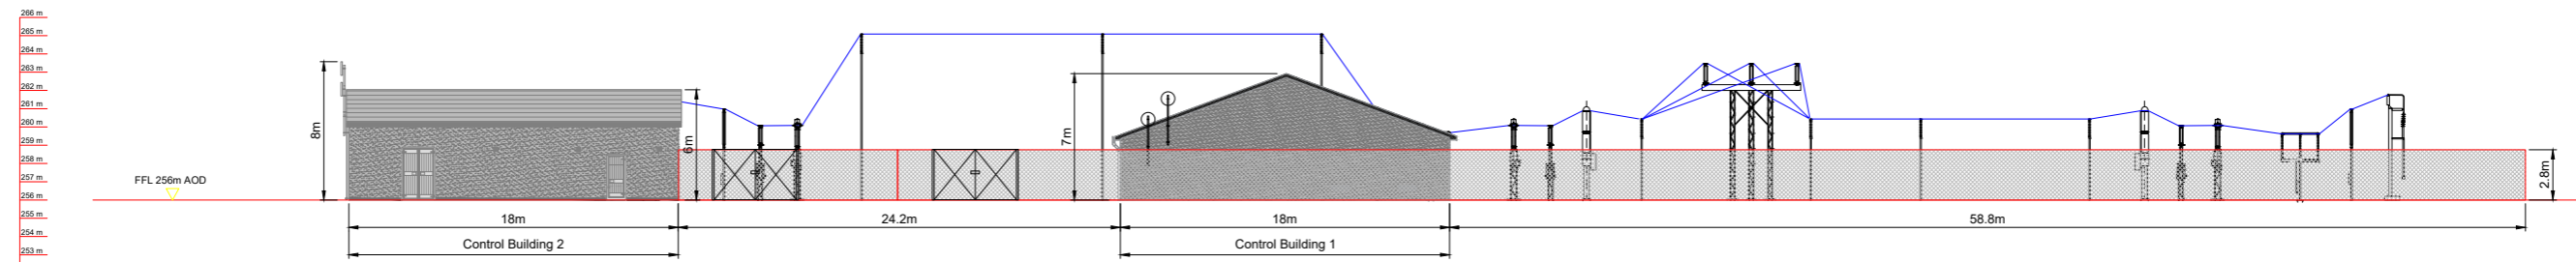 266 m
265 m
264 m
263 m
262 m
261 m
260 m
259 m
258 m
257 m
256 m
255 m
254 m
253 m
FFL 256m AOD
8m
6m
7m
2.8m
18m
24.2m
18m
58.8m
Control Building 2
Control Building 1